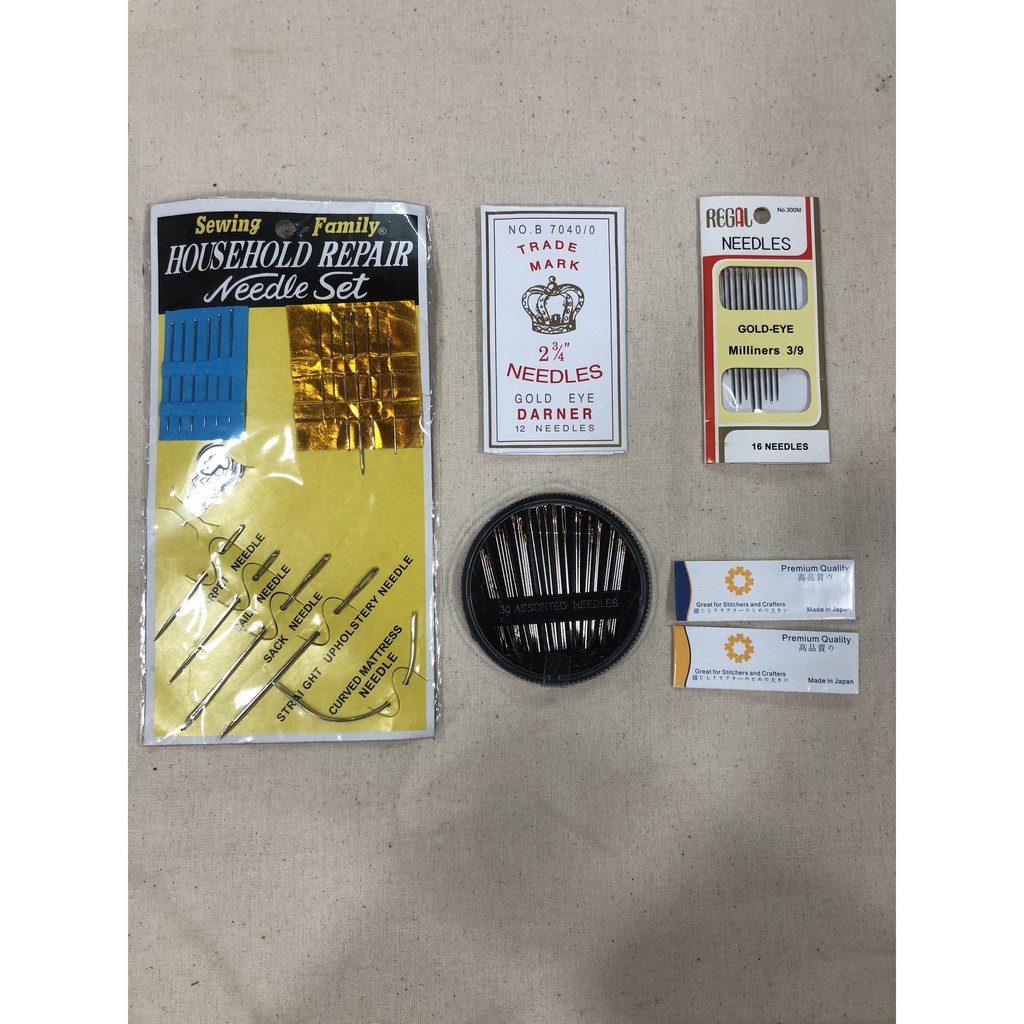 Sewing Family®
HOUSEHOLD REPAIR
Needle Set
NEEDLE
NEEDLE
SACK NEEDLE
STRAIGHT UPHOLSTERY NEEDLE
CURVED MATTRESS
NEEDLE
NO.B 7040/0
TRADE
MARK
2 3/4"
NEEDLES
GOLD EYE
DARNER
12 NEEDLES
REGAL
No.300M
NEEDLES
GOLD-EYE
Milliners 3/9
16 NEEDLES
30 ASSORTED NEEDLES
Premium Quality
高品質の
Great for Stitchers and Crafters
Made in Japan
Premium Quality
高品質の
Great for Stitchers and Crafters
Made in Japan